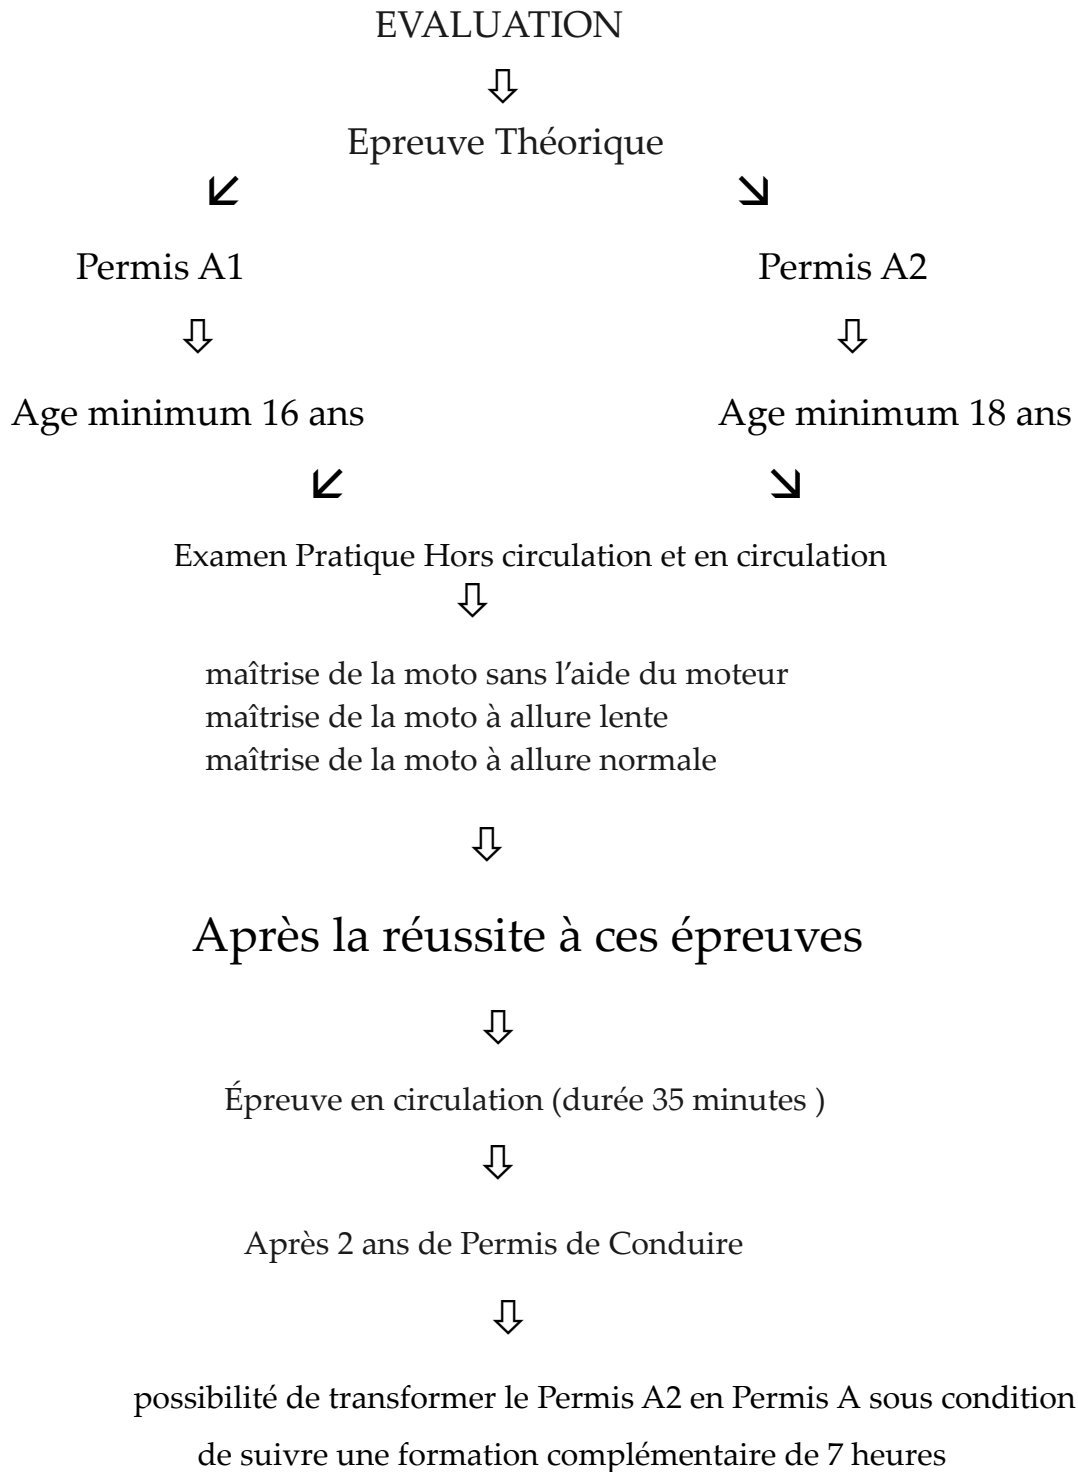 EVALUATION
⇩
Epreuve Théorique
🡿 🡾
Permis A1 Permis A2
⇩ ⇩
Age minimum 16 ans Age minimum 18 ans
🡿 🡾
Examen Pratique Hors circulation et en circulation
⇩
maîtrise de la moto sans l'aide du moteur
maîtrise de la moto à allure lente
maîtrise de la moto à allure normale
⇩
Après la réussite à ces épreuves
⇩
Épreuve en circulation (durée 35 minutes )
⇩
Après 2 ans de Permis de Conduire
⇩
possibilité de transformer le Permis A2 en Permis A sous condition
de suivre une formation complémentaire de 7 heures